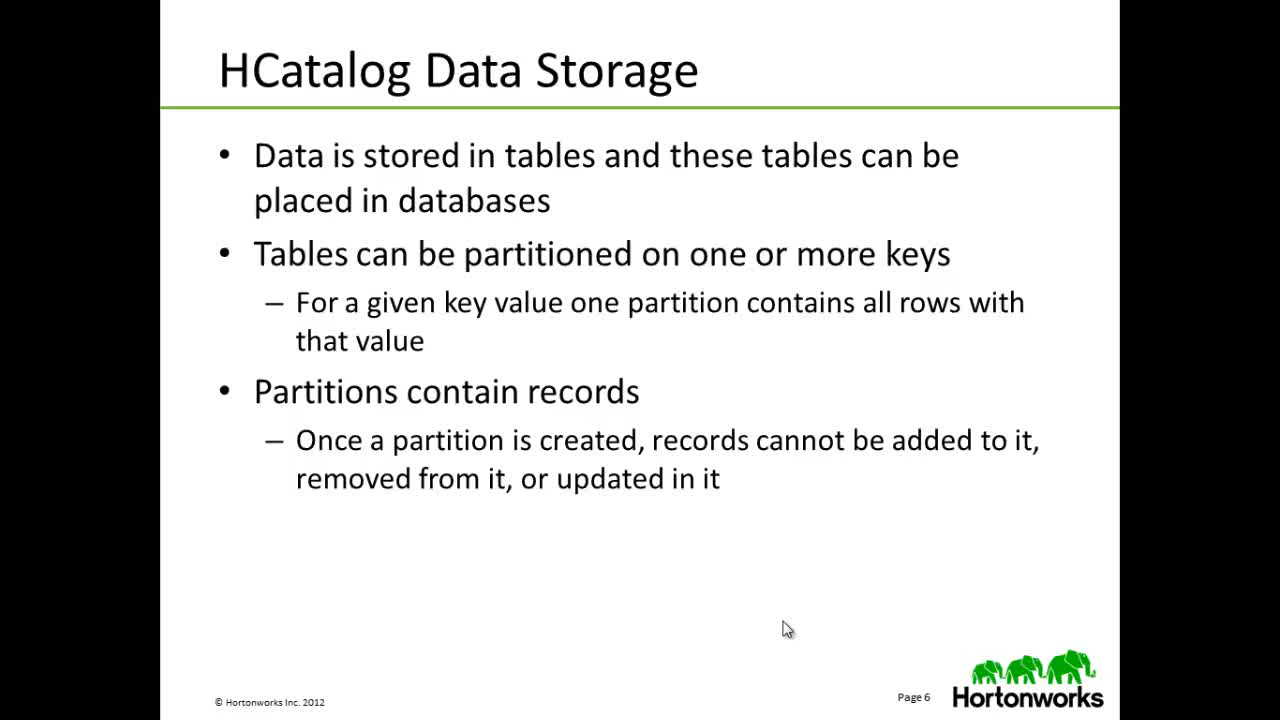 HCatalog Data Storage
• Data is stored in tables and these tables can be
placed in databases
• Tables can be partitioned on one or more keys
– For a given key value one partition contains all rows with
that value
• Partitions contain records
– Once a partition is created, records cannot be added to it,
removed from it, or updated in it
© Hortonworks Inc. 2012
Page 6
Hortonworks